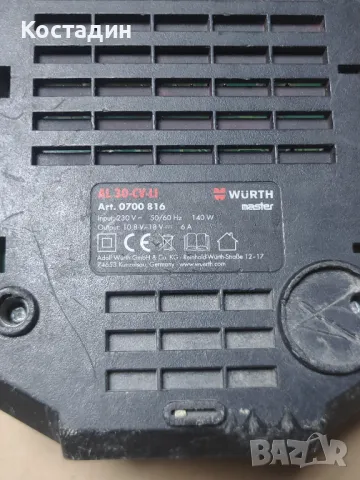 Костадин
AL 30-CV-LI
Art. 0700 816
Input: 230 V ~ 50/60 Hz 140 W
Output: 10.8 V-18 V 6 A
WÜRTH
master
Adolf Würth GmbH & Co. KG · Reinhold-Würth-Straße 12-17
74653 Künzelsau, Germany · www.wuerth.com
BAZAR